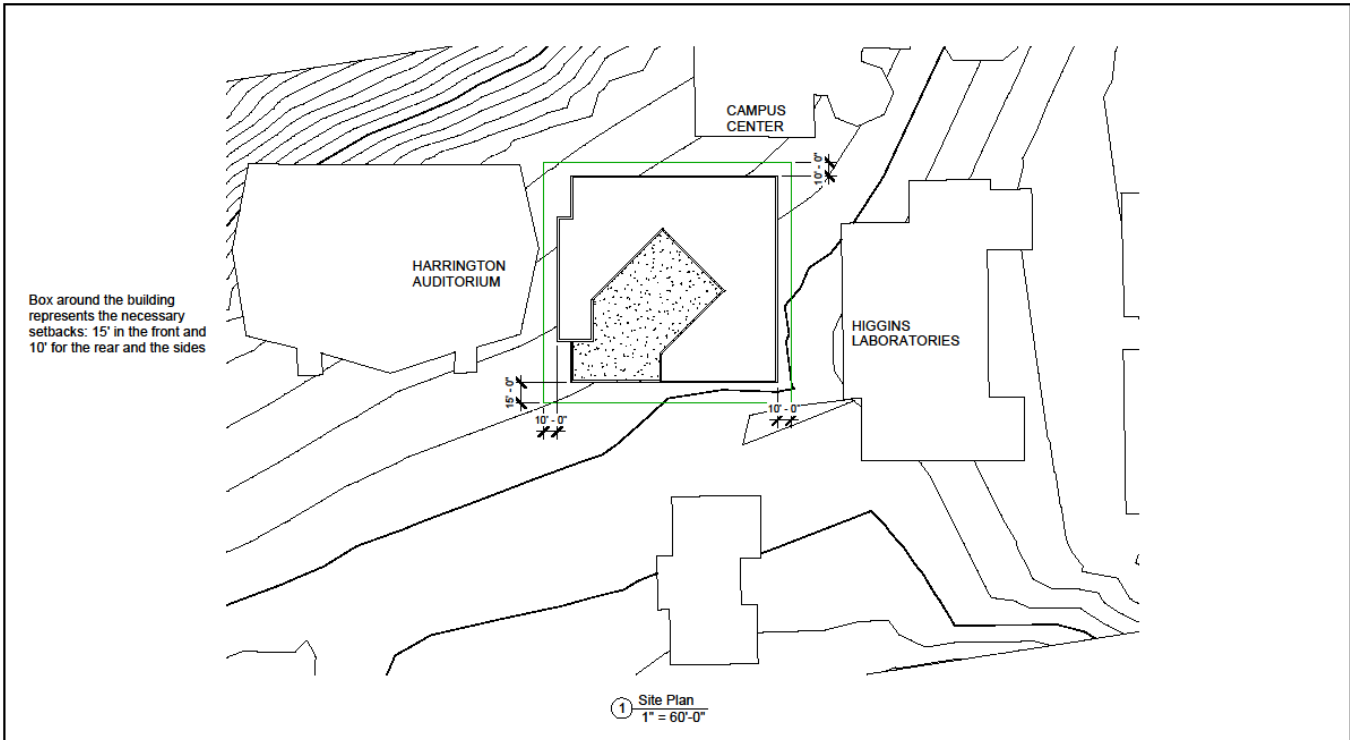 CAMPUS
CENTER
10' - 0"
HARRINGTON
AUDITORIUM
Box around the building
represents the necessary
setbacks: 15' in the front and
10' for the rear and the sides
HIGGINS
LABORATORIES
15' - 0"
10' - 0"
10' - 0"
1 Site Plan
1" = 60'-0"